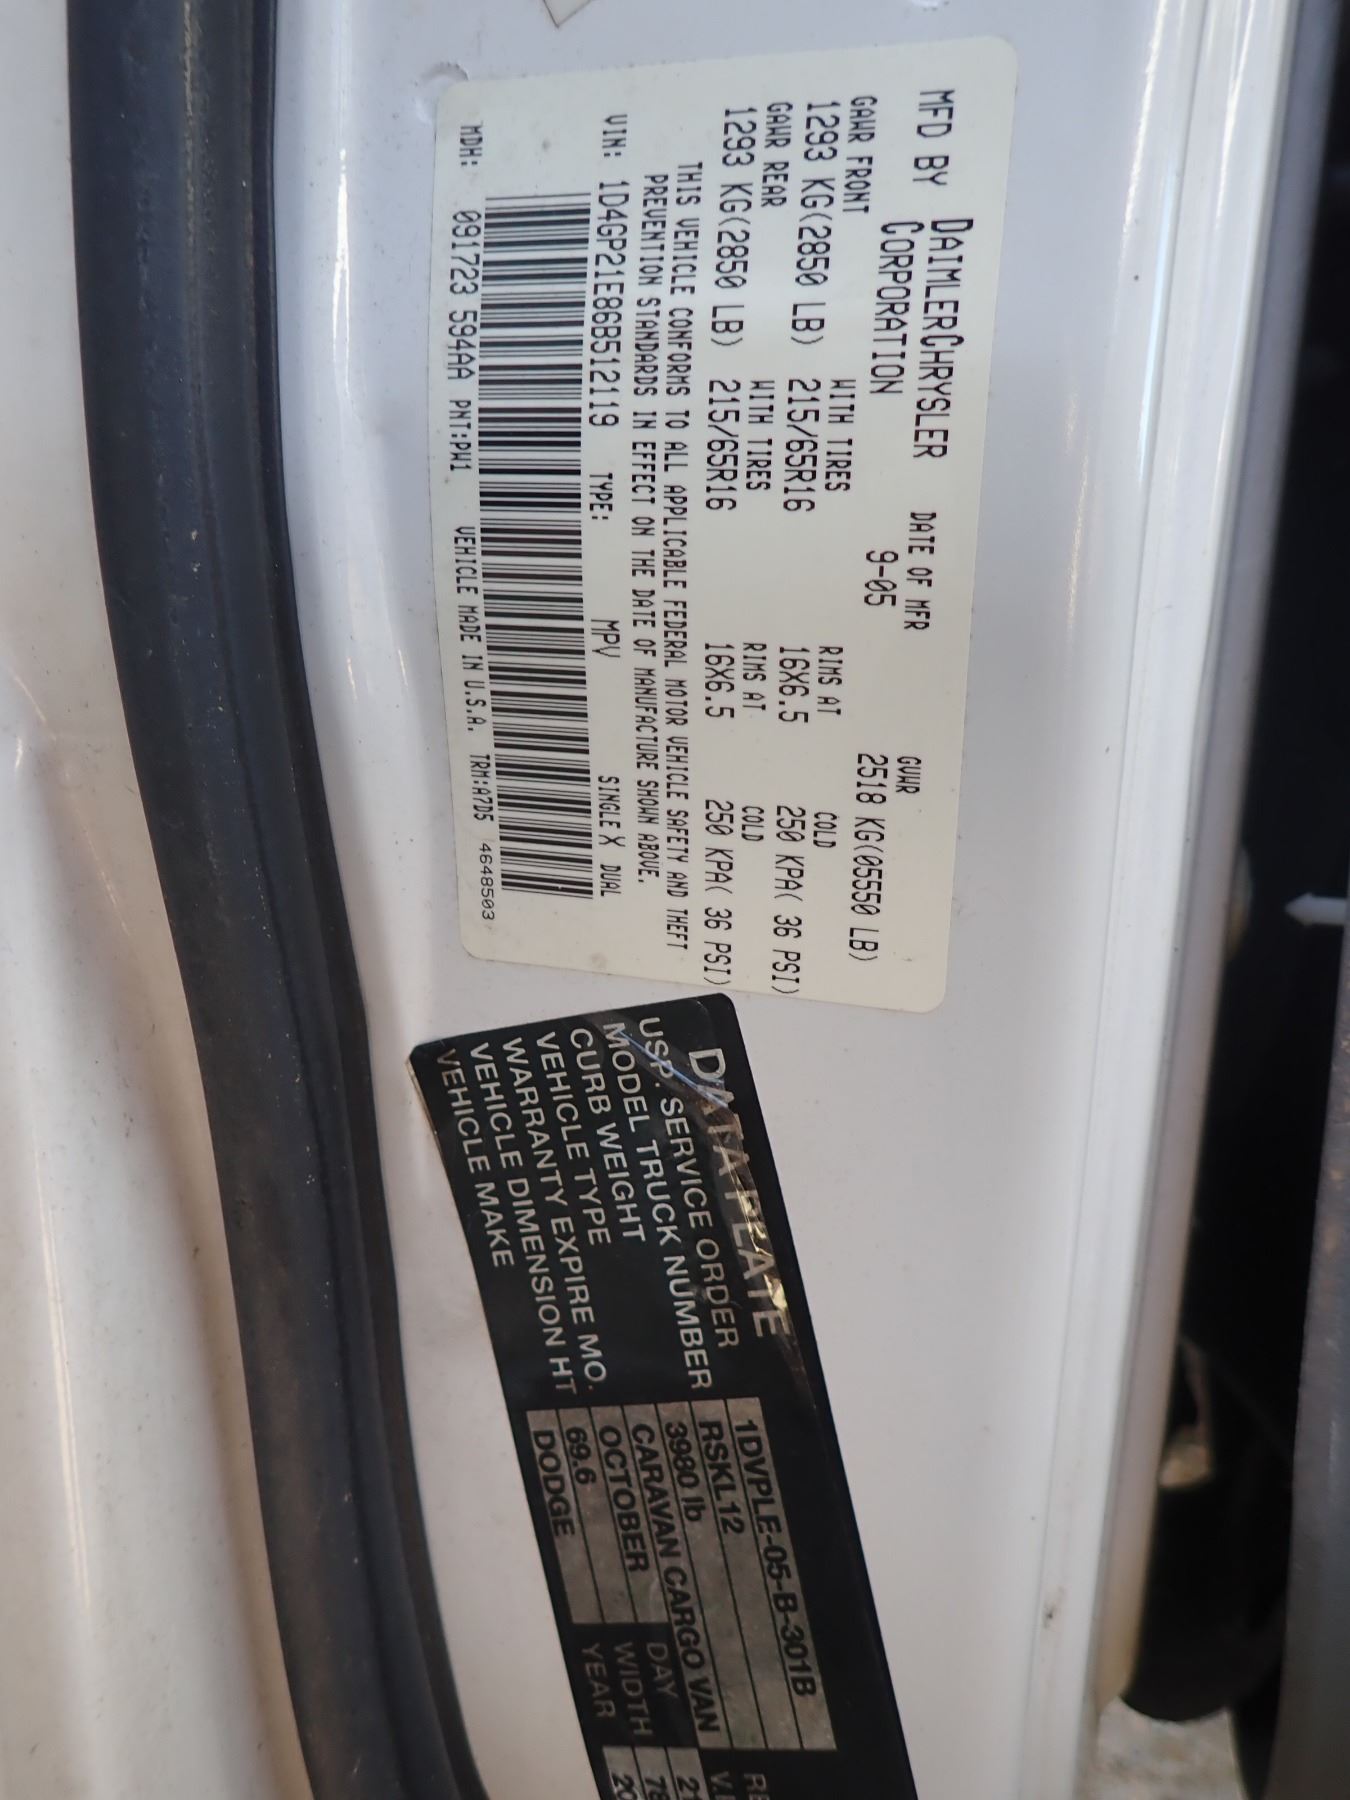 MFD BY DAIMLERCHRYSLER CORPORATION DATE OF MFR 9-05 GVWR 2518 KG(05550 LB)
GAWR FRONT WITH TIRES RIMS AT COLD
1293 KG(2850 LB) 215/65R16 16X6.5 250 KPA( 36 PSI)
GAWR REAR WITH TIRES RIMS AT COLD
1293 KG(2850 LB) 215/65R16 16X6.5 250 KPA( 36 PSI)
THIS VEHICLE CONFORMS TO ALL APPLICABLE FEDERAL MOTOR VEHICLE SAFETY AND THEFT
PREVENTION STANDARDS IN EFFECT ON THE DATE OF MANUFACTURE SHOWN ABOVE.
VIN: 1D4GP21E86B512119 TYPE: MPV SINGLE X DUAL
MDH: 091723 594AA PNT:PW1 VEHICLE MADE IN U.S.A. TRM:A7D5 4648503
DATA PLATE
USP. SERVICE ORDER 1DVPLE-05-B-301B
MODEL TRUCK NUMBER RSKL12
CURB WEIGHT 3980 lb
VEHICLE TYPE CARAVAN CARGO VAN
WARRANTY EXPIRE MO. OCTOBER DAY 21
VEHICLE DIMENSION HT 69.6 WIDTH 78
VEHICLE MAKE DODGE YEAR 20